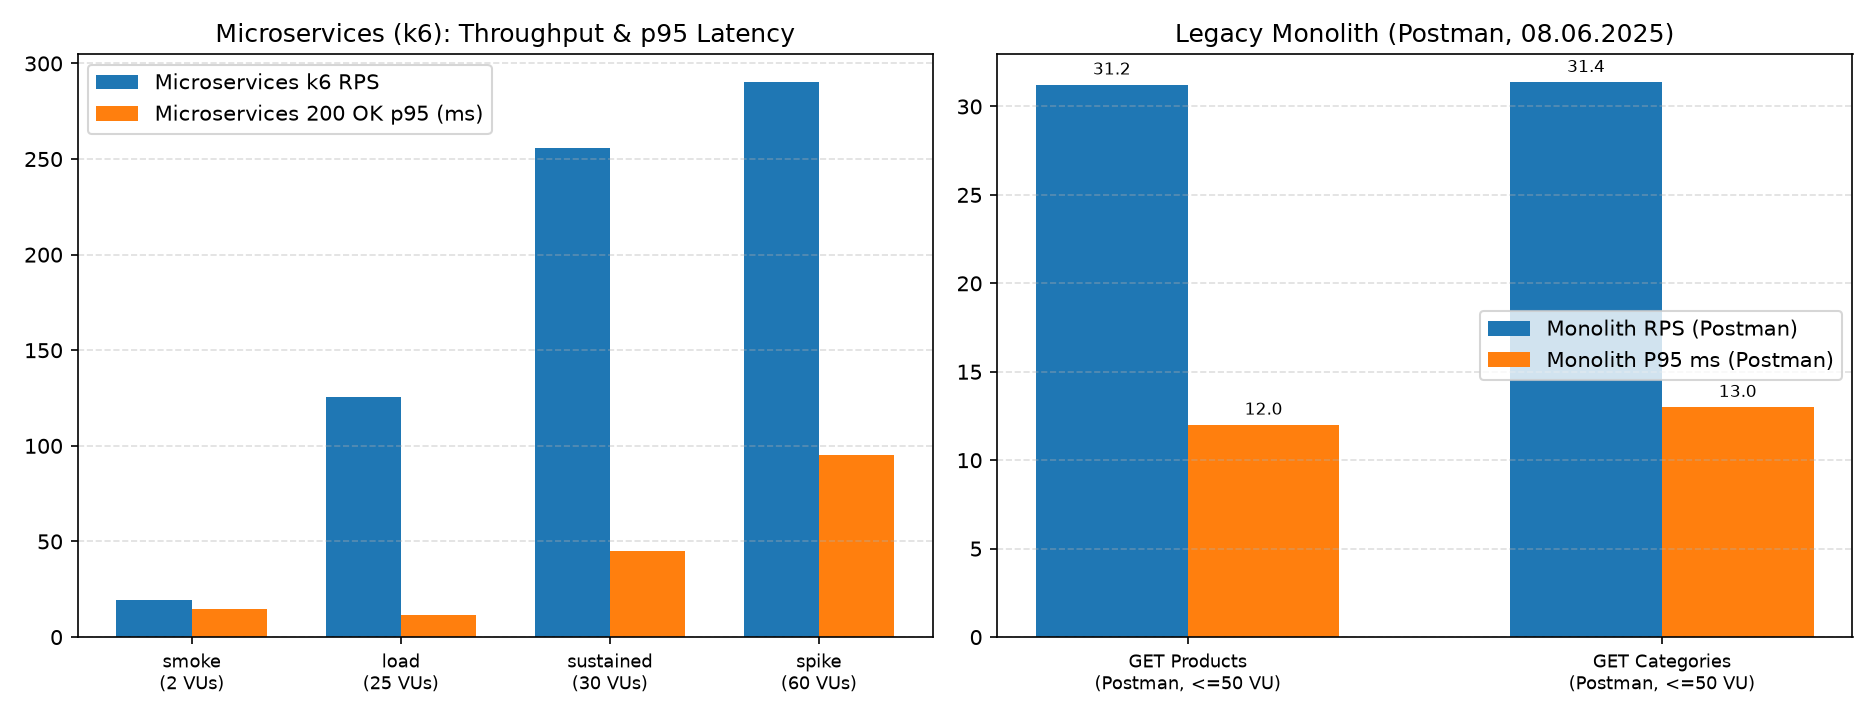 Microservices (k6): Throughput & p95 Latency
300
250
200
150
100
50
0
Microservices k6 RPS
Microservices 200 OK p95 (ms)
smoke
(2 VUs)
load
(25 VUs)
sustained
(30 VUs)
spike
(60 VUs)
Legacy Monolith (Postman, 08.06.2025)
30
25
20
15
10
5
0
31.2
12.0
31.4
13.0
Monolith RPS (Postman)
Monolith P95 ms (Postman)
GET Products
(Postman, <=50 VU)
GET Categories
(Postman, <=50 VU)